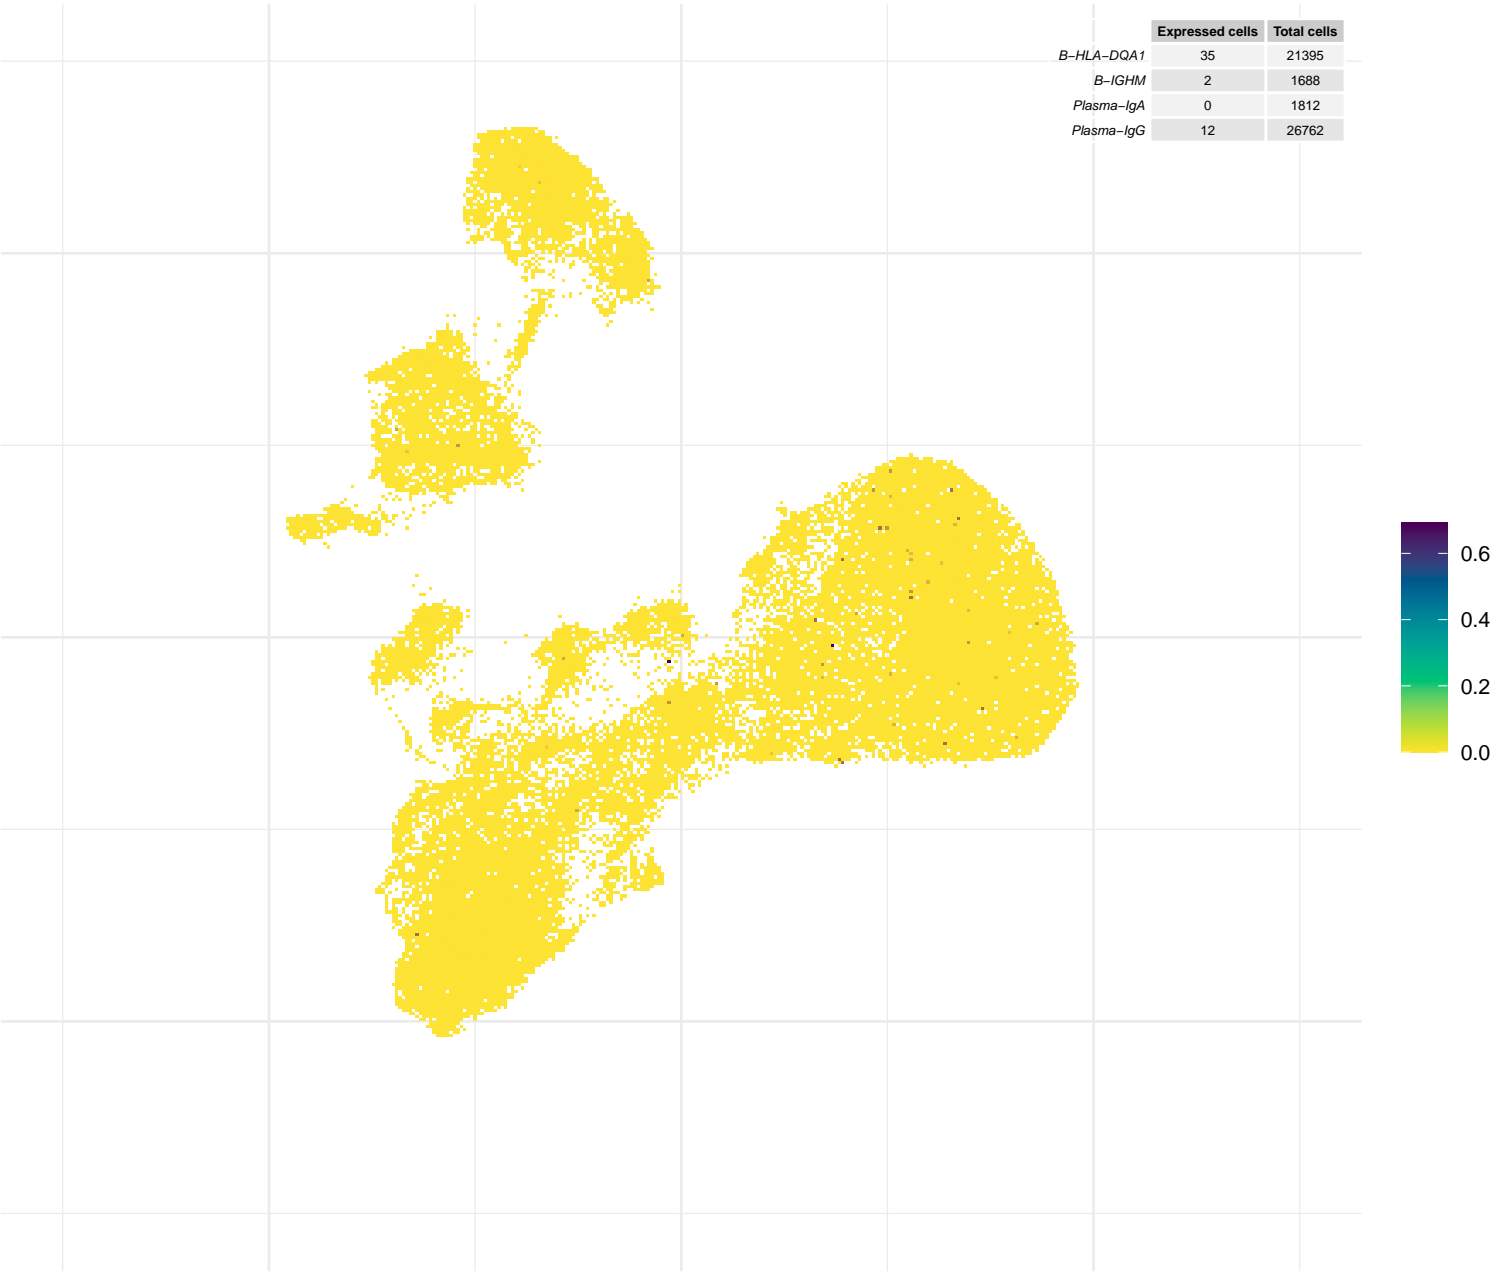 Expressed cells Total cells
B−HLA−DQA1 35 21395
B−IGHM 2 1688
Plasma−IgA 0 1812
Plasma−IgG 12 26762
0.6
0.4
0.2
0.0